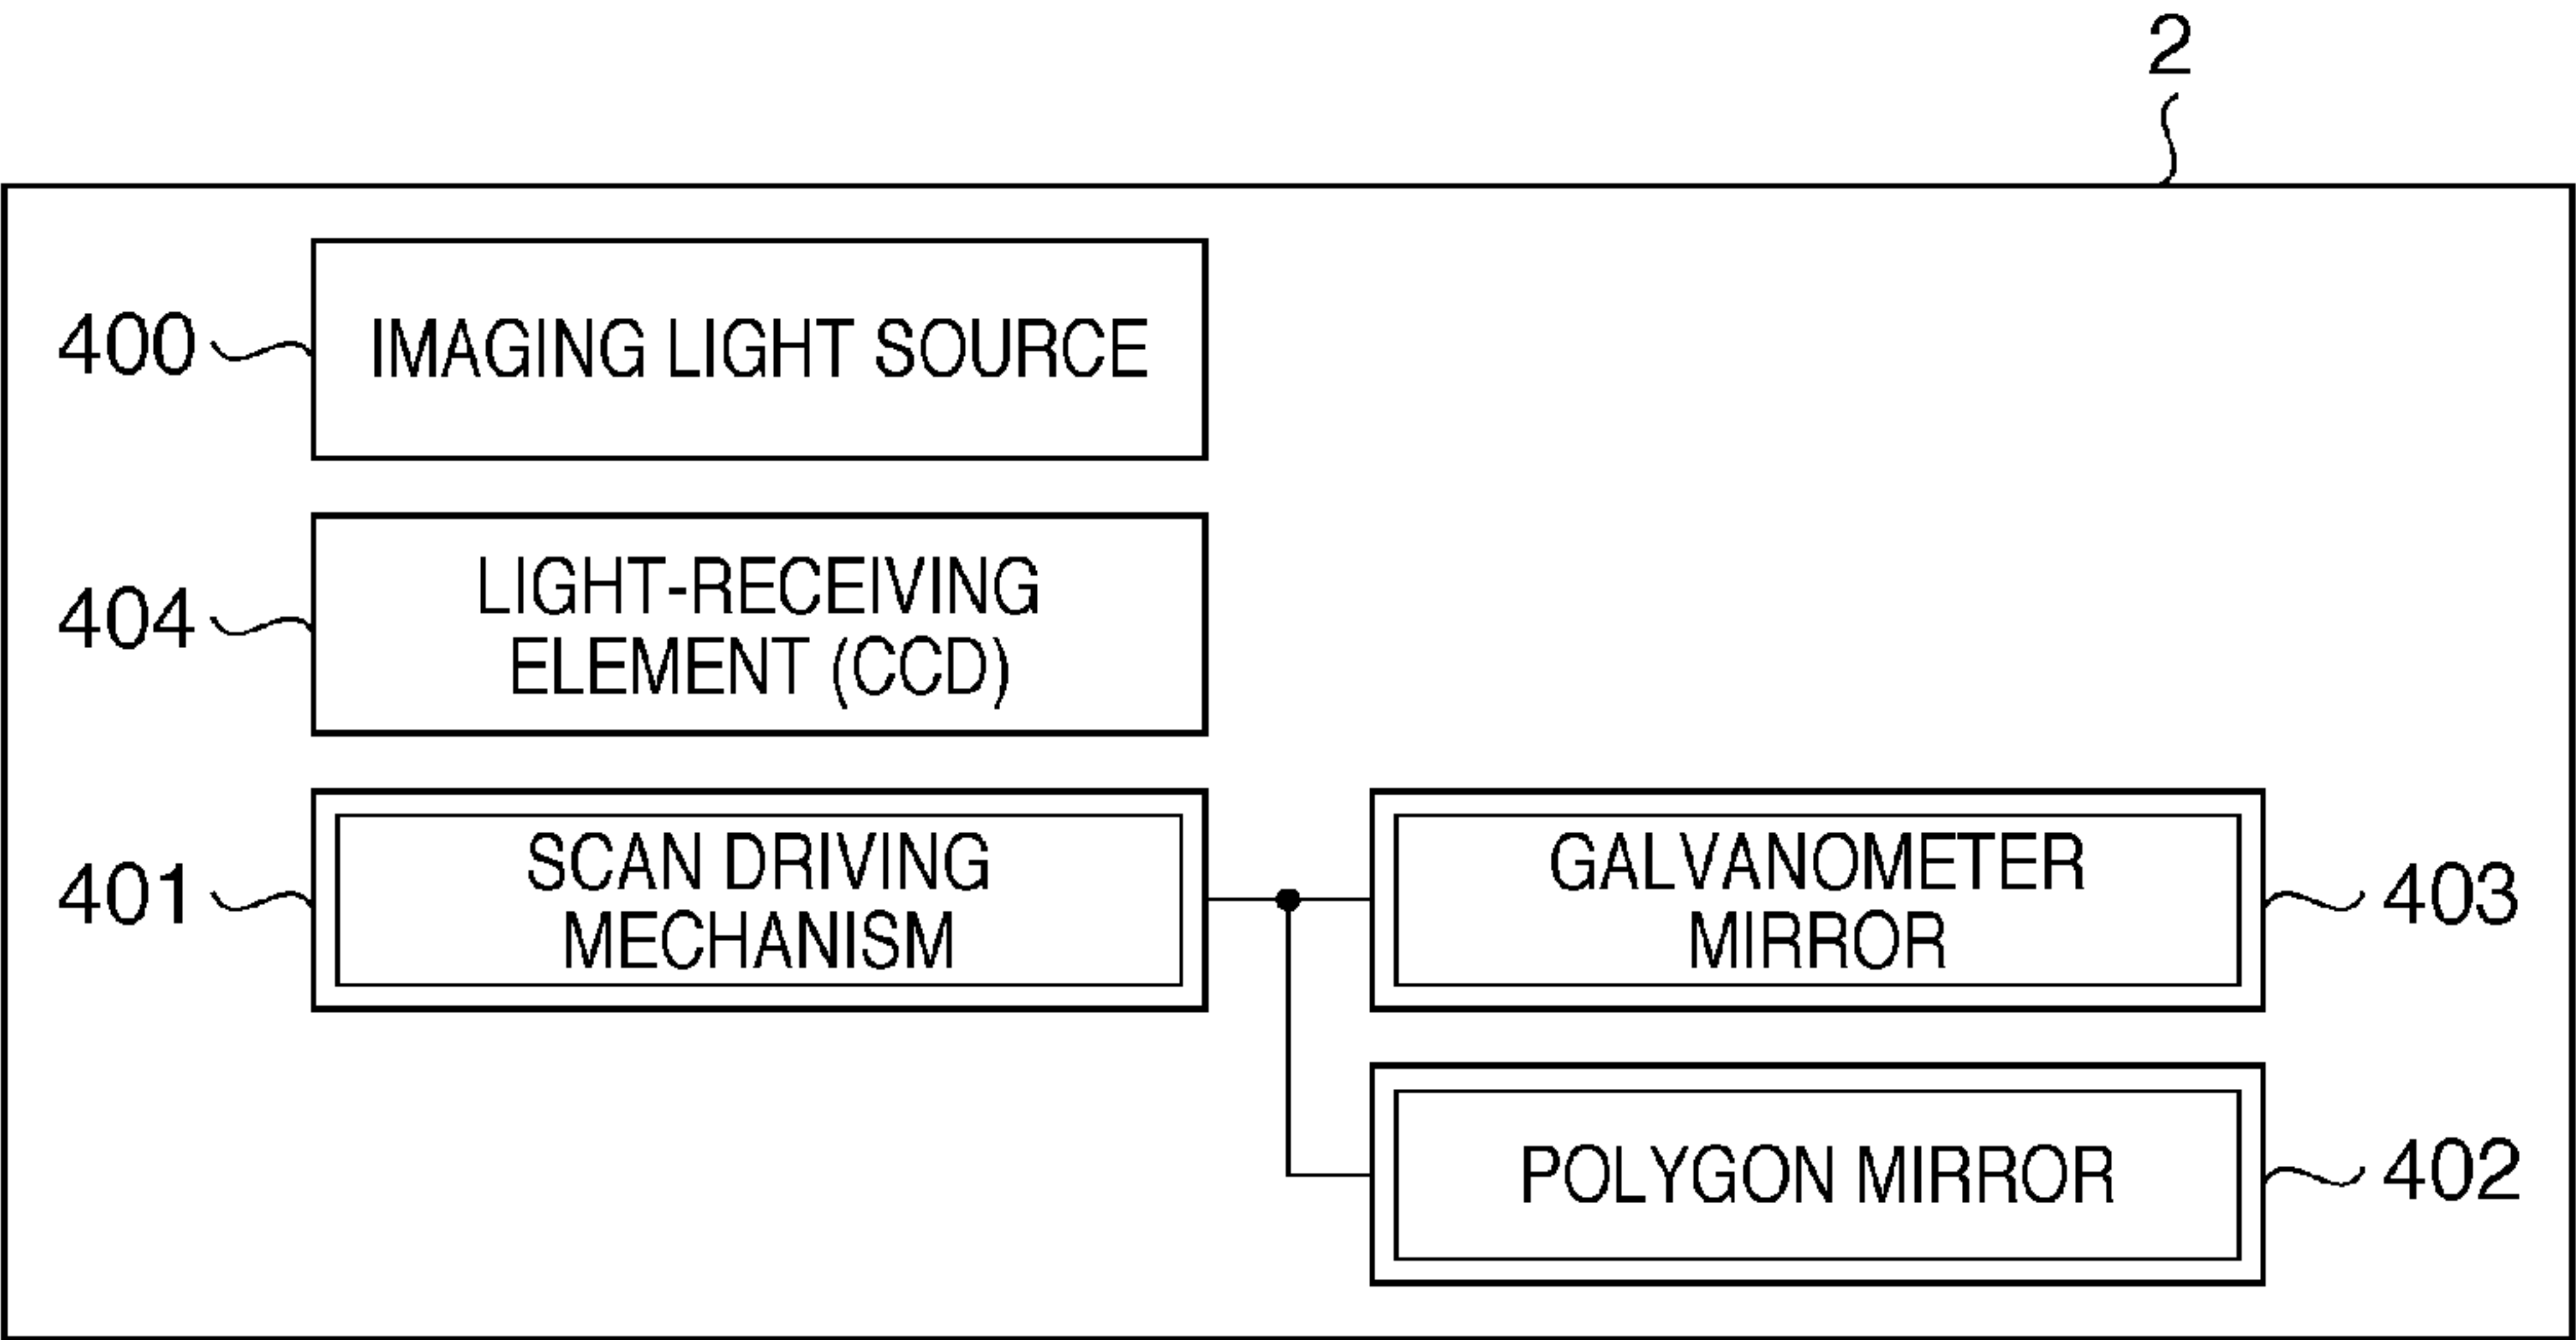 2
400
IMAGING LIGHT SOURCE
404
LIGHT-RECEIVING
ELEMENT (CCD)
401
SCAN DRIVING
MECHANISM
GALVANOMETER
MIRROR
403
POLYGON MIRROR
402